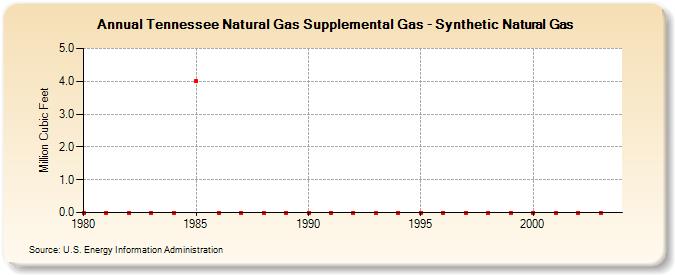 Annual Tennessee Natural Gas Supplemental Gas - Synthetic Natural Gas
Million Cubic Feet
5.0
4.0
3.0
2.0
1.0
0.0
1980 1985 1990 1995 2000
Source: U.S. Energy Information Administration